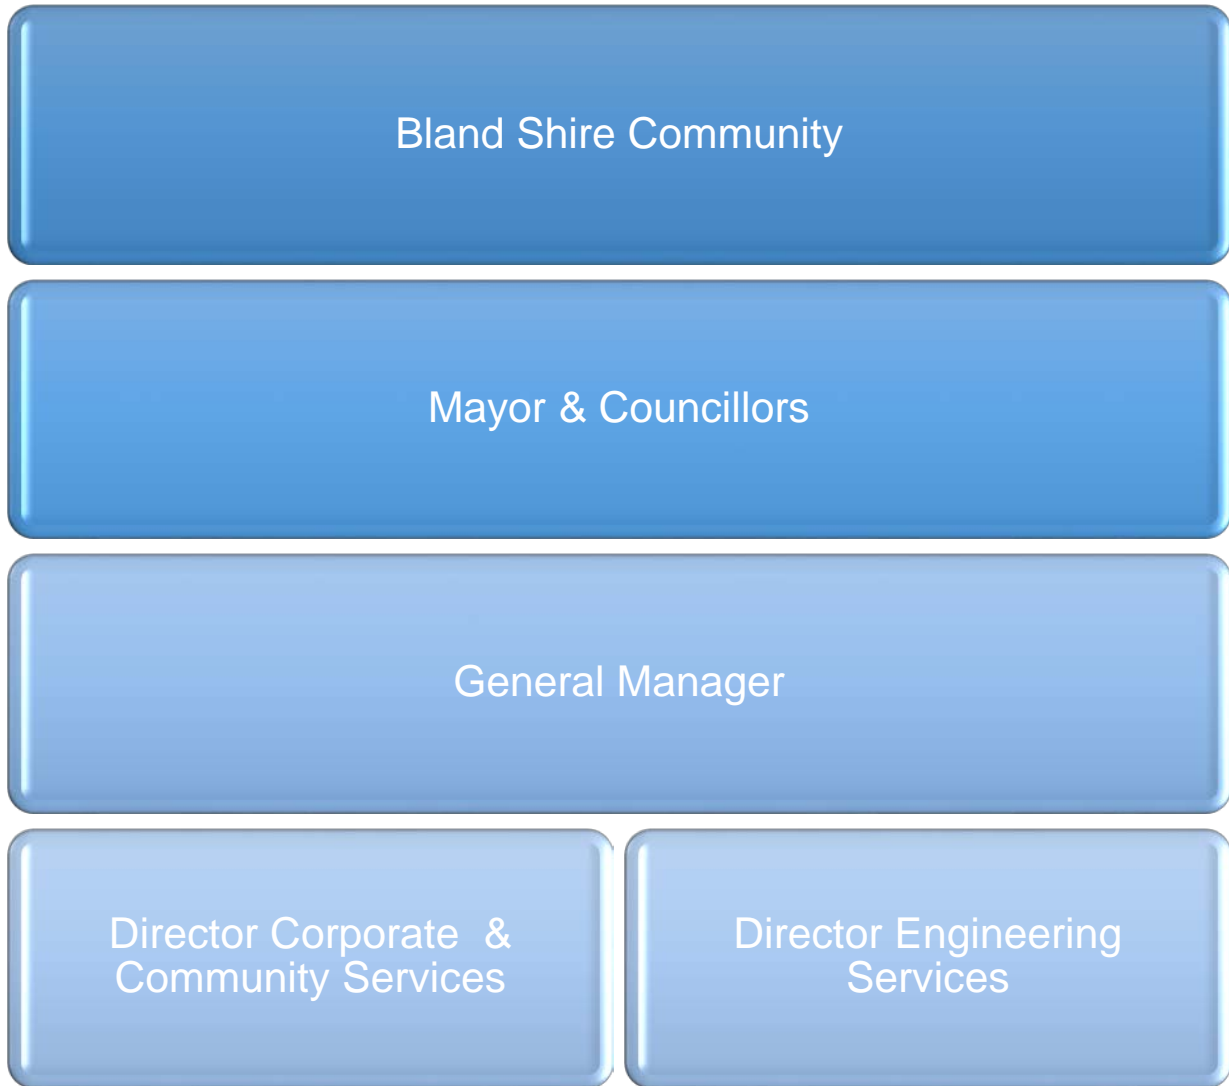 Bland Shire Community
Mayor & Councillors
General Manager
Director Corporate  &
Community Services
Director Engineering
Services